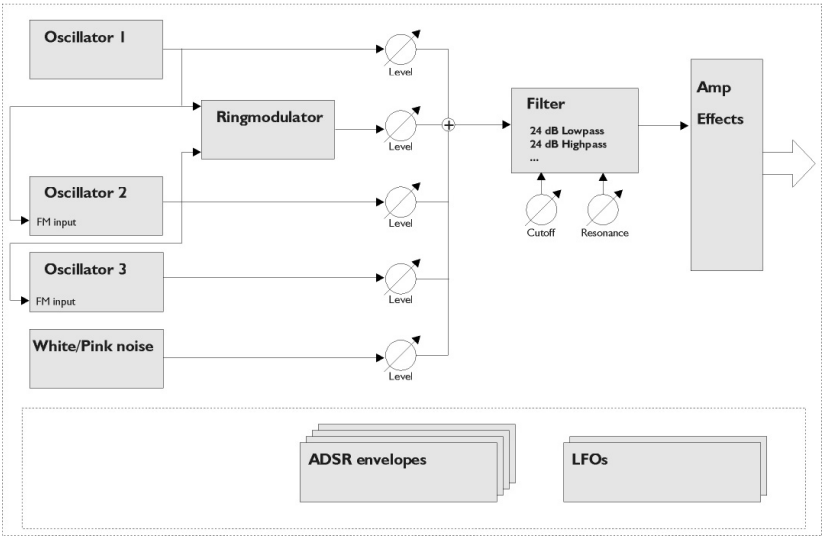 Oscillator 1
Level
Ringmodulator
Level
Filter
24 dB Lowpass
24 dB Highpass
...
Amp
Effects
Oscillator 2
FM input
Level
Cutoff
Resonance
Oscillator 3
FM input
Level
White/Pink noise
Level
ADSR envelopes
LFOs